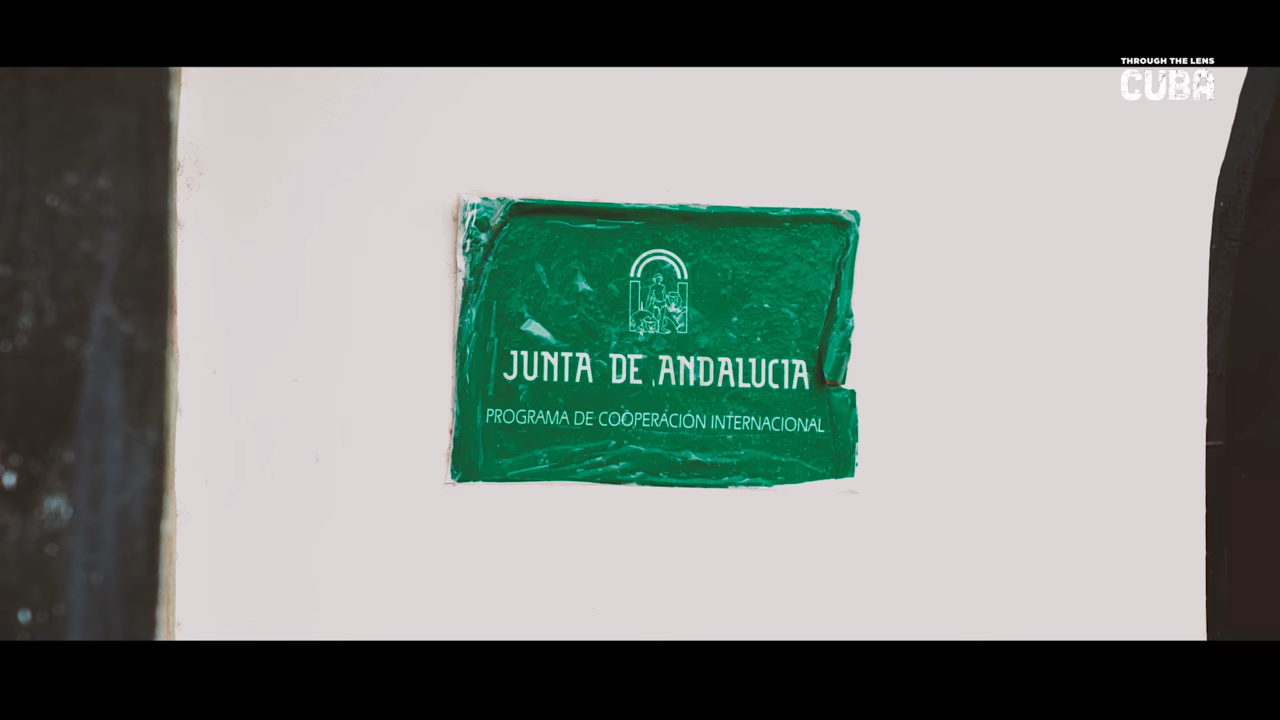 THROUGH THE LENS
CUBA
JUNTA DE ANDALUCIA
PROGRAMA DE COOPERACIÓN INTERNACIONAL